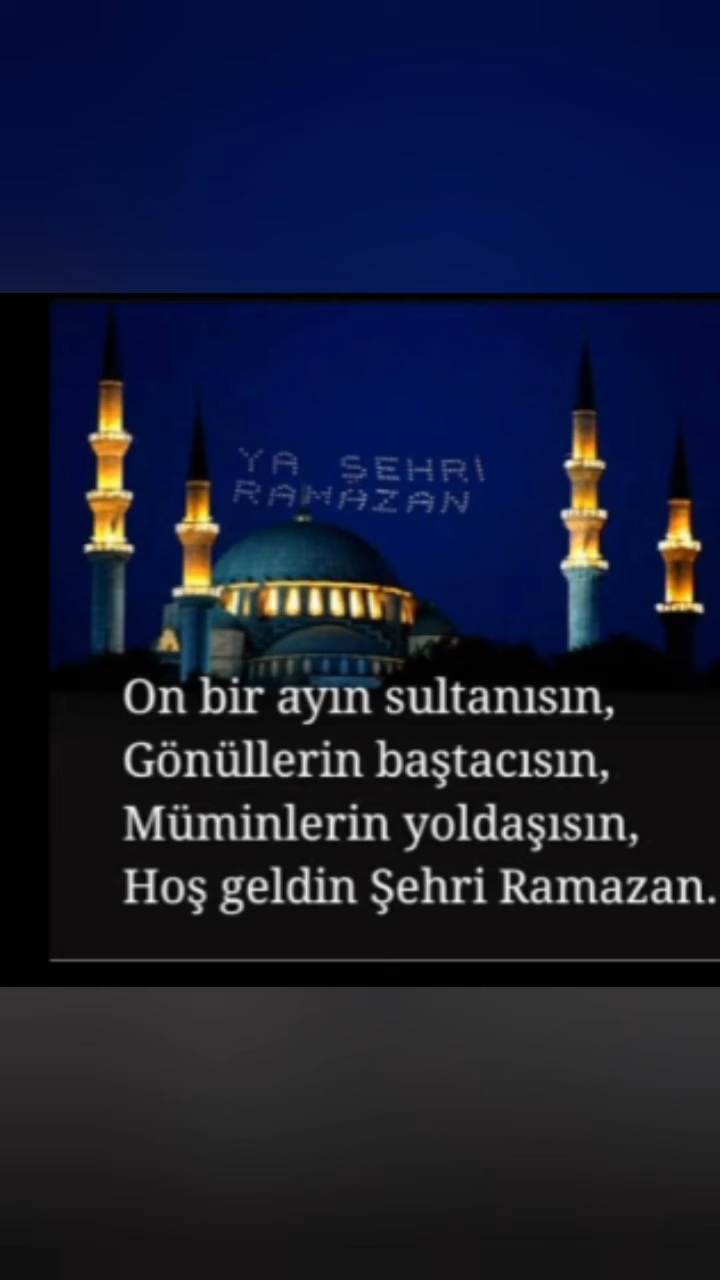 YA ŞEHRİ
RAMAZAN
On bir ayın sultanısın,
Gönüllerin baştacısın,
Müminlerin yoldaşısın,
Hoş geldin Şehri Ramazan.